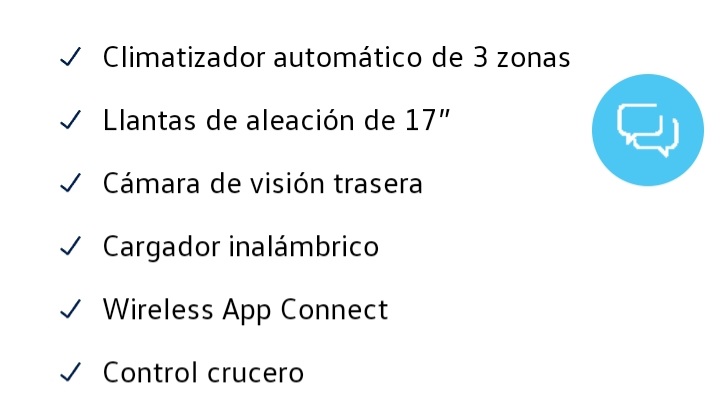 Climatizador automático de 3 zonas
Llantas de aleación de 17"
Cámara de visión trasera
Cargador inalámbrico
Wireless App Connect
Control crucero